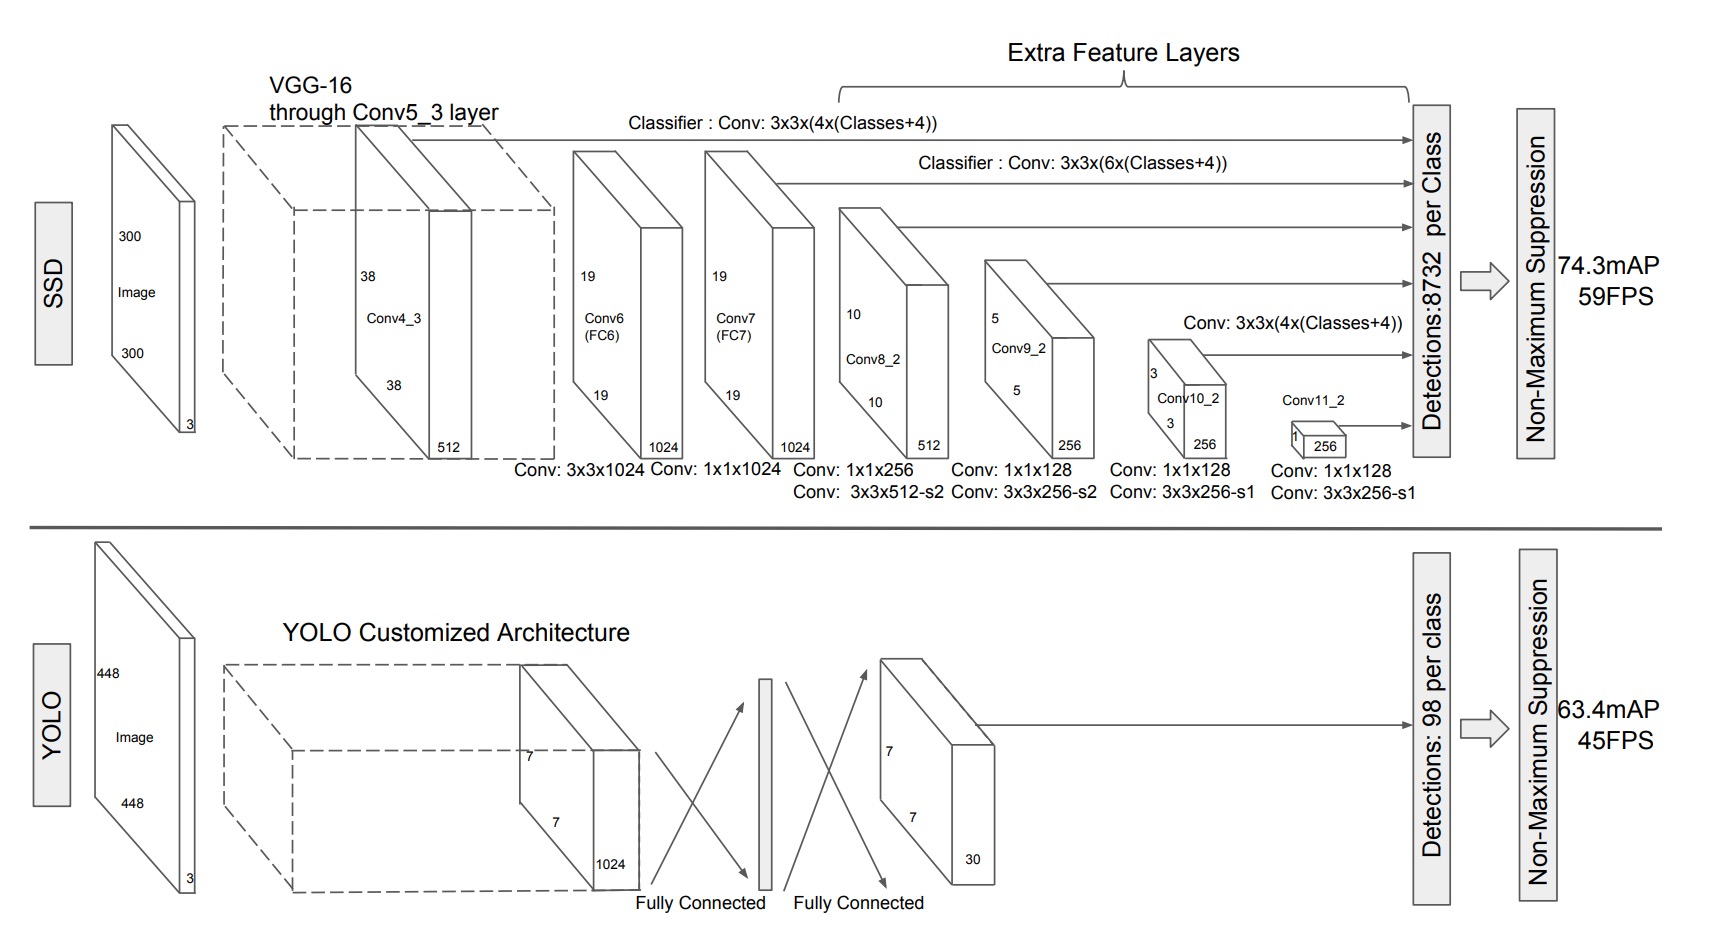 Extra Feature Layers
VGG-16
through Conv5_3 layer
Classifier : Conv: 3x3x(4x(Classes+4))
Classifier : Conv: 3x3x(6x(Classes+4))
SSD
300
Image
300
3
38
Conv4_3
38
512
19
Conv6
(FC6)
19
1024
19
Conv7
(FC7)
19
1024
10
Conv8_2
10
512
5
Conv9_2
5
256
Conv: 3x3x(4x(Classes+4))
3
Conv10_2
3
256
Conv11_2
1
256
Conv: 3x3x1024
Conv: 1x1x1024
Conv: 1x1x256
Conv: 3x3x512-s2
Conv: 1x1x128
Conv: 3x3x256-s2
Conv: 1x1x128
Conv: 3x3x256-s1
Conv: 1x1x128
Conv: 3x3x256-s1
Detections:8732 per Class
Non-Maximum Suppression
74.3mAP
59FPS
YOLO
448
Image
448
3
YOLO Customized Architecture
7
7
1024
Fully Connected
Fully Connected
7
7
30
Detections: 98 per class
Non-Maximum Suppression
63.4mAP
45FPS